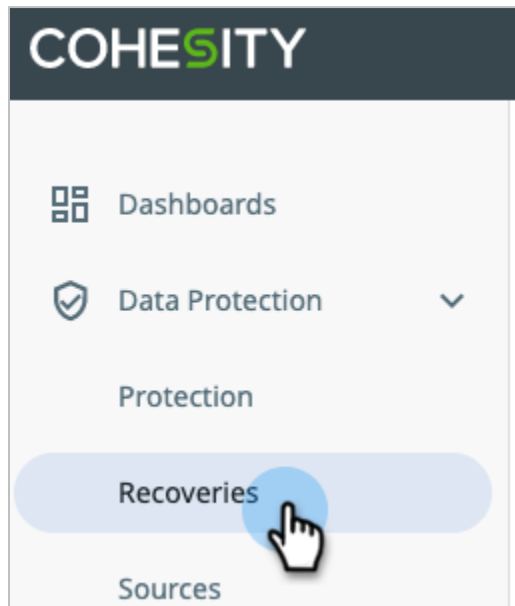 COHESITY
Dashboards
Data Protection
Protection
Recoveries
Sources